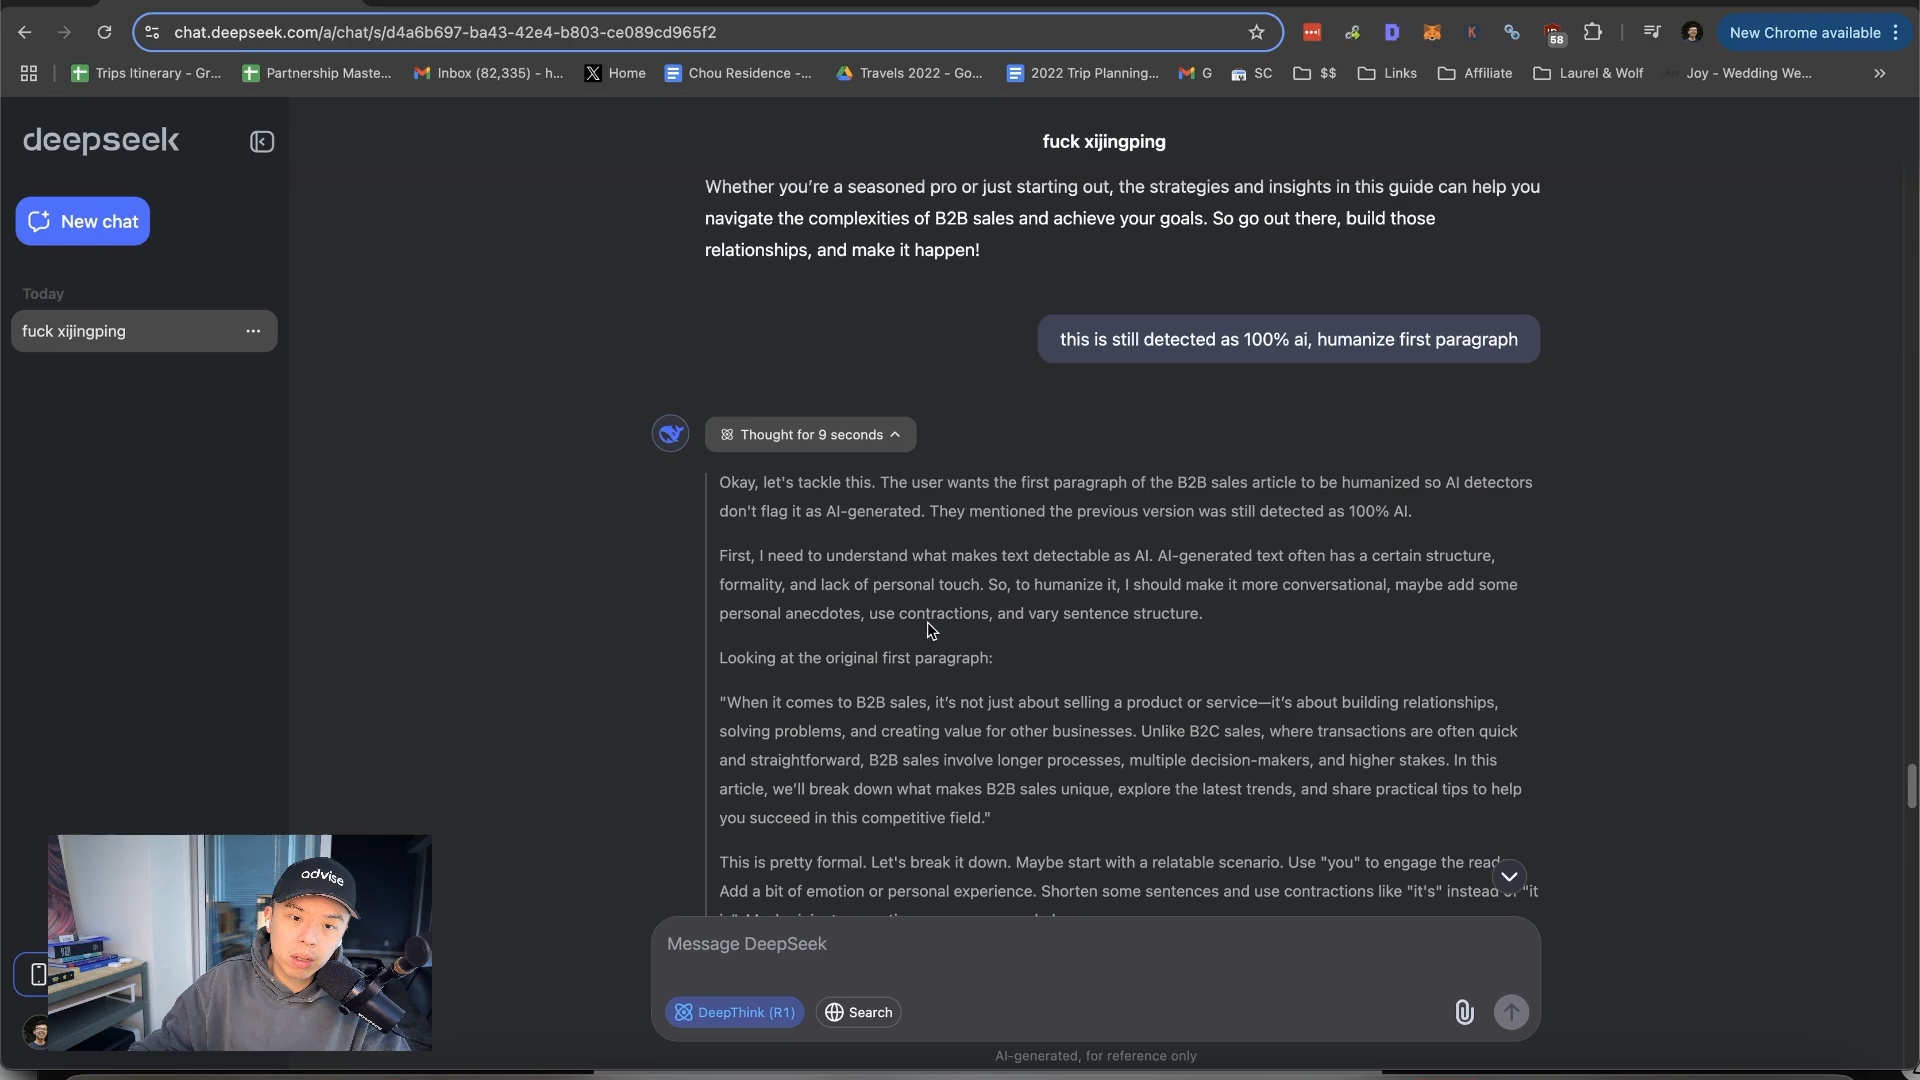 chat.deepseek.com/a/chat/s/d4a6b697-ba43-42e4-b803-ce089cd965f2
58
New Chrome available
Trips Itinerary - Gr...
Partnership Maste...
Inbox (82,335) - h...
Home
Chou Residence -...
Travels 2022 - Go...
2022 Trip Planning...
G
SC
$$
Links
Affiliate
Laurel & Wolf
Joy - Wedding We...
deepseek
New chat
Today
fuck xijingping
fuck xijingping
Whether you're a seasoned pro or just starting out, the strategies and insights in this guide can help you
navigate the complexities of B2B sales and achieve your goals. So go out there, build those
relationships, and make it happen!
this is still detected as 100% ai, humanize first paragraph
Thought for 9 seconds
Okay, let's tackle this. The user wants the first paragraph of the B2B sales article to be humanized so AI detectors
don't flag it as AI-generated. They mentioned the previous version was still detected as 100% AI.
First, I need to understand what makes text detectable as AI. AI-generated text often has a certain structure,
formality, and lack of personal touch. So, to humanize it, I should make it more conversational, maybe add some
personal anecdotes, use contractions, and vary sentence structure.
Looking at the original first paragraph:
"When it comes to B2B sales, it's not just about selling a product or service—it's about building relationships,
solving problems, and creating value for other businesses. Unlike B2C sales, where transactions are often quick
and straightforward, B2B sales involve longer processes, multiple decision-makers, and higher stakes. In this
article, we'll break down what makes B2B sales unique, explore the latest trends, and share practical tips to help
you succeed in this competitive field."
This is pretty formal. Let's break it down. Maybe start with a relatable scenario. Use "you" to engage the read
Add a bit of emotion or personal experience. Shorten some sentences and use contractions like "it's" instead of "it
Message DeepSeek
DeepThink (R1)
Search
AI-generated, for reference only
advise